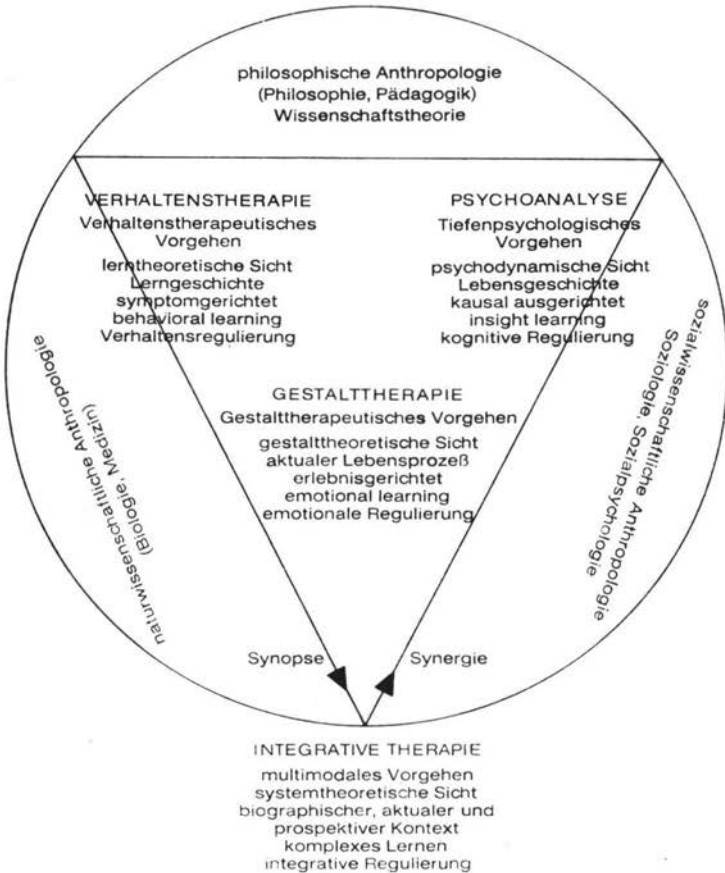 philosophische Anthropologie
(Philosophie, Pädagogik)
Wissenschaftstheorie
VERHALTENSTHERAPIE
Verhaltenstherapeutisches
Vorgehen
lerntheoretische Sicht
Lerngeschichte
symptomgerichtet
behavioral learning
Verhaltensregulierung
PSYCHOANALYSE
Tiefenpsychologisches
Vorgehen
psychodynamische Sicht
Lebensgeschichte
kausal ausgerichtet
insight learning
kognitive Regulierung
GESTALTTHERAPIE
Gestalttherapeutisches Vorgehen
gestalttheoretische Sicht
aktualer Lebensprozeß
erlebnisgerichtet
emotional learning
emotionale Regulierung
naturwissenschaftliche Anthropologie
(Biologie, Medizin)
sozialwissenschaftliche Anthropologie
Soziologie, Sozialpsychologie
Synopse
Synergie
INTEGRATIVE THERAPIE
multimodales Vorgehen
systemtheoretische Sicht
biographischer, aktualer und
prospektiver Kontext
komplexes Lernen
integrative Regulierung